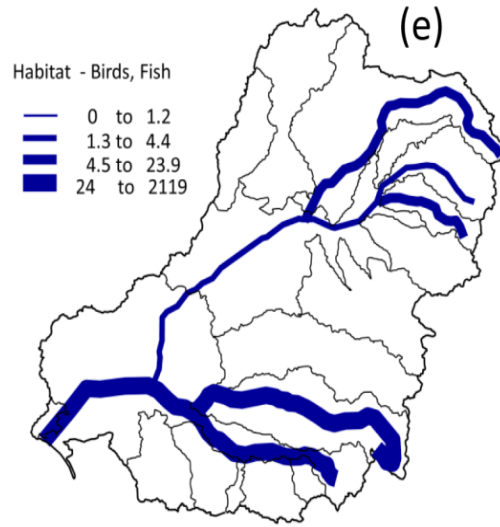 (e)
Habitat - Birds, Fish
0 to 1.2
1.3 to 4.4
4.5 to 23.9
24 to 2119